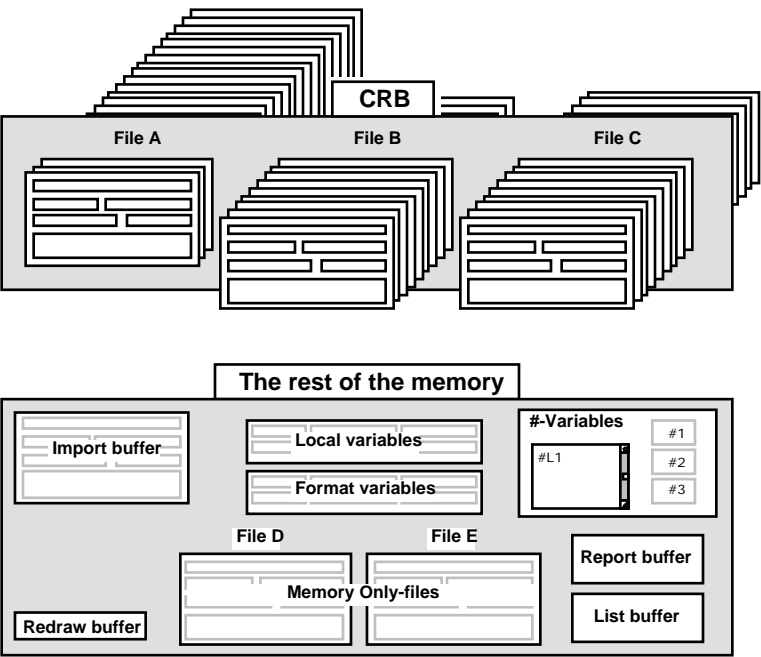 CRB
File A
File B
File C
The rest of the memory
Import buffer
Local variables
Format variables
#-Variables
#L1
#1
#2
#3
File D
File E
Memory Only-files
Report buffer
List buffer
Redraw buffer